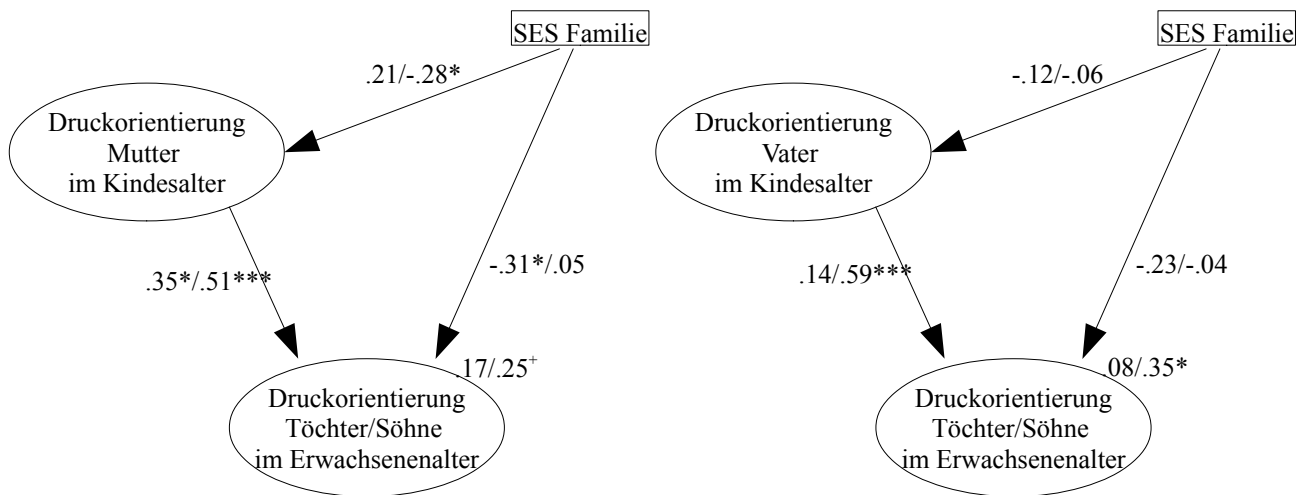 SES Familie
.21/-.28*
Druckorientierung
Mutter
im Kindesalter
.35*/.51***
-.31*/.05
.17/.25⁺
Druckorientierung
Töchter/Söhne
im Erwachsenenalter
SES Familie
-.12/-.06
Druckorientierung
Vater
im Kindesalter
.14/.59***
-.23/-.04
.08/.35*
Druckorientierung
Töchter/Söhne
im Erwachsenenalter